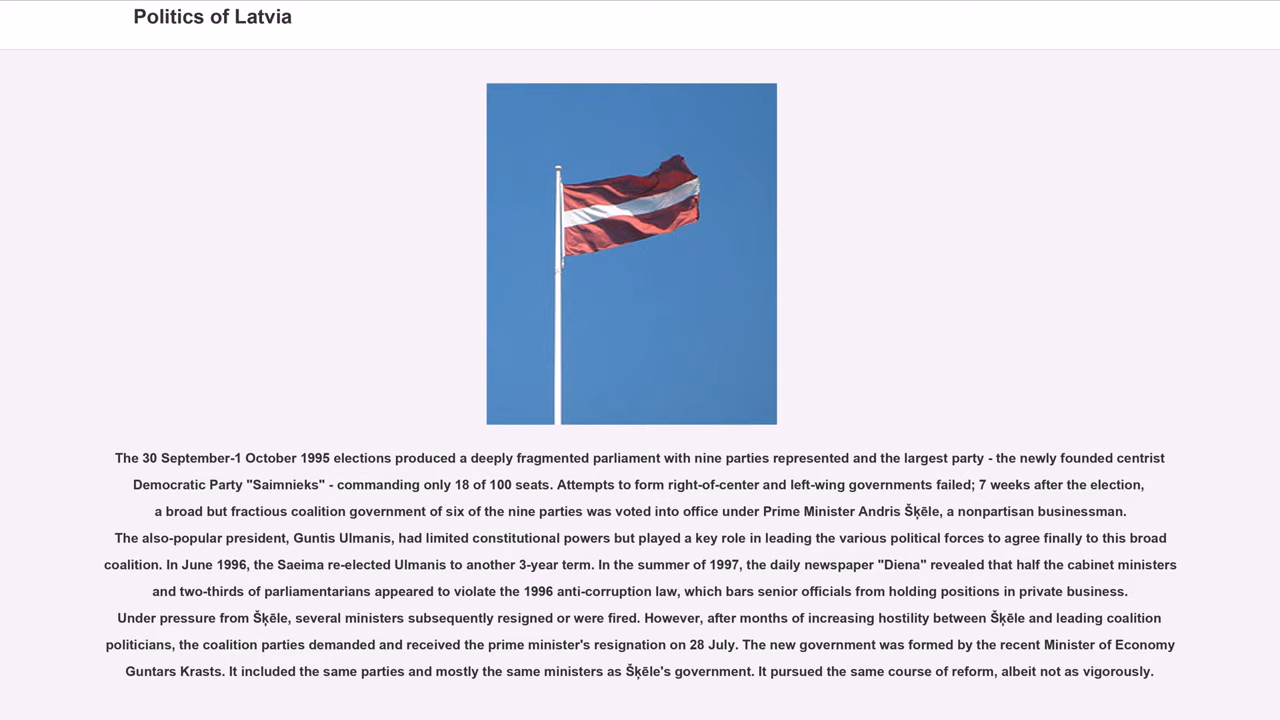 Politics of Latvia
The 30 September-1 October 1995 elections produced a deeply fragmented parliament with nine parties represented and the largest party - the newly founded centrist
Democratic Party "Saimnieks" - commanding only 18 of 100 seats. Attempts to form right-of-center and left-wing governments failed; 7 weeks after the election,
a broad but fractious coalition government of six of the nine parties was voted into office under Prime Minister Andris Šķēle, a nonpartisan businessman.
The also-popular president, Guntis Ulmanis, had limited constitutional powers but played a key role in leading the various political forces to agree finally to this broad
coalition. In June 1996, the Saeima re-elected Ulmanis to another 3-year term. In the summer of 1997, the daily newspaper "Diena" revealed that half the cabinet ministers
and two-thirds of parliamentarians appeared to violate the 1996 anti-corruption law, which bars senior officials from holding positions in private business.
Under pressure from Šķēle, several ministers subsequently resigned or were fired. However, after months of increasing hostility between Šķēle and leading coalition
politicians, the coalition parties demanded and received the prime minister's resignation on 28 July. The new government was formed by the recent Minister of Economy
Guntars Krasts. It included the same parties and mostly the same ministers as Šķēle's government. It pursued the same course of reform, albeit not as vigorously.